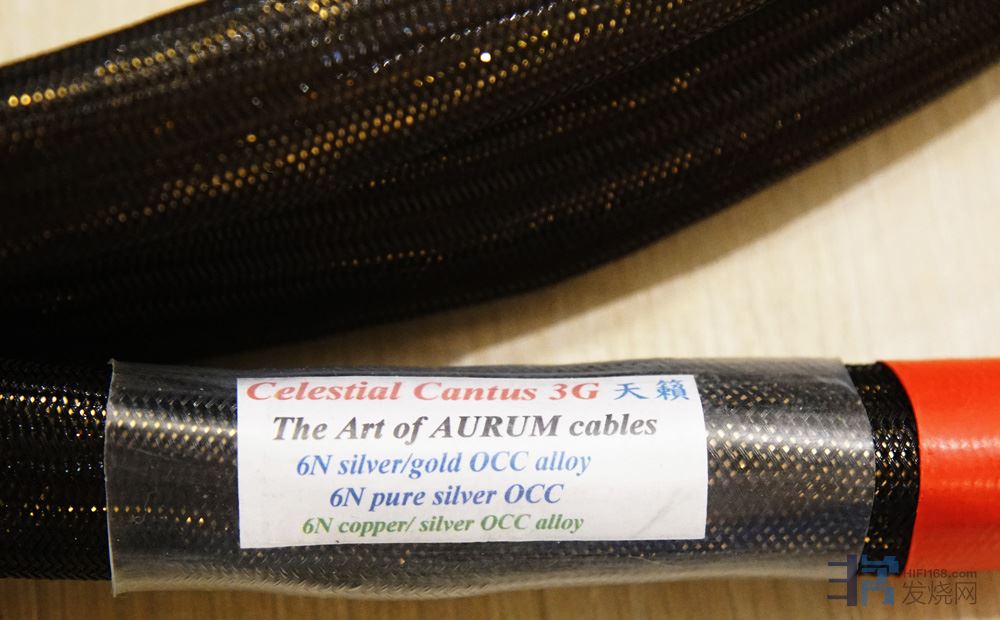 Celestial Cantus 3G 天籟
The Art of AURUM cables
6N silver/gold OCC alloy
6N pure silver OCC
6N copper/ silver OCC alloy
HIFI168.com
发烧网